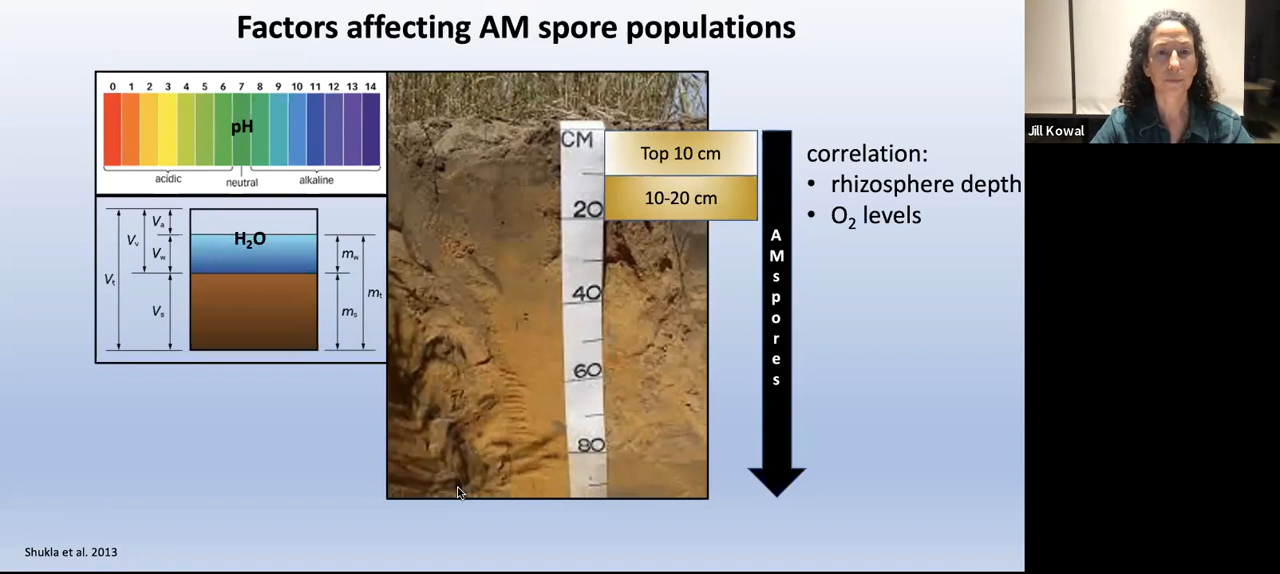 Factors affecting AM spore populations
0 1 2 3 4 5 6 7 8 9 10 11 12 13 14
pH
acidic
neutral
alkaline
Vₐ
Vᵥ
V_w
Vₜ
Vₛ
H₂O
m_w
mₜ
mₛ
CM
20
40
60
80
Top 10 cm
10-20 cm
AM spores
correlation:
• rhizosphere depth
• O₂ levels
Jill Kowal
Shukla et al. 2013